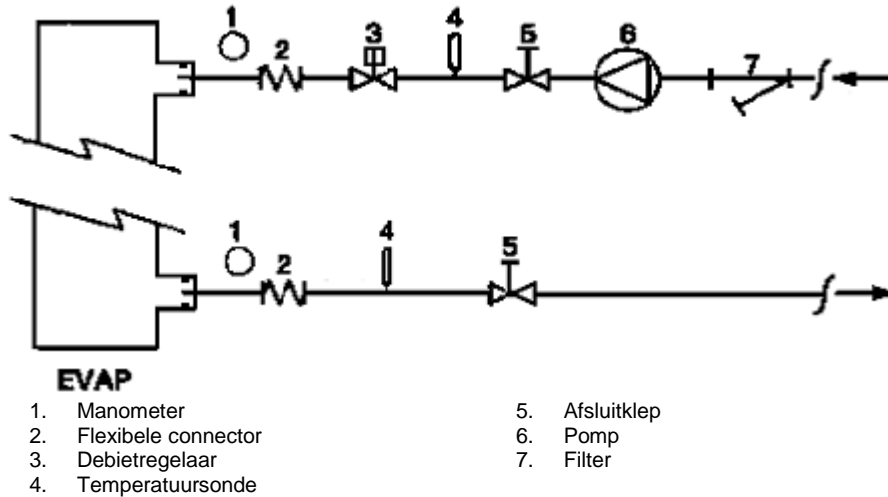 1 2 3 4 5 6 7
1 2 4 5
EVAP
1. Manometer
2. Flexibele connector
3. Debietregelaar
4. Temperatuursonde
5. Afsluitklep
6. Pomp
7. Filter